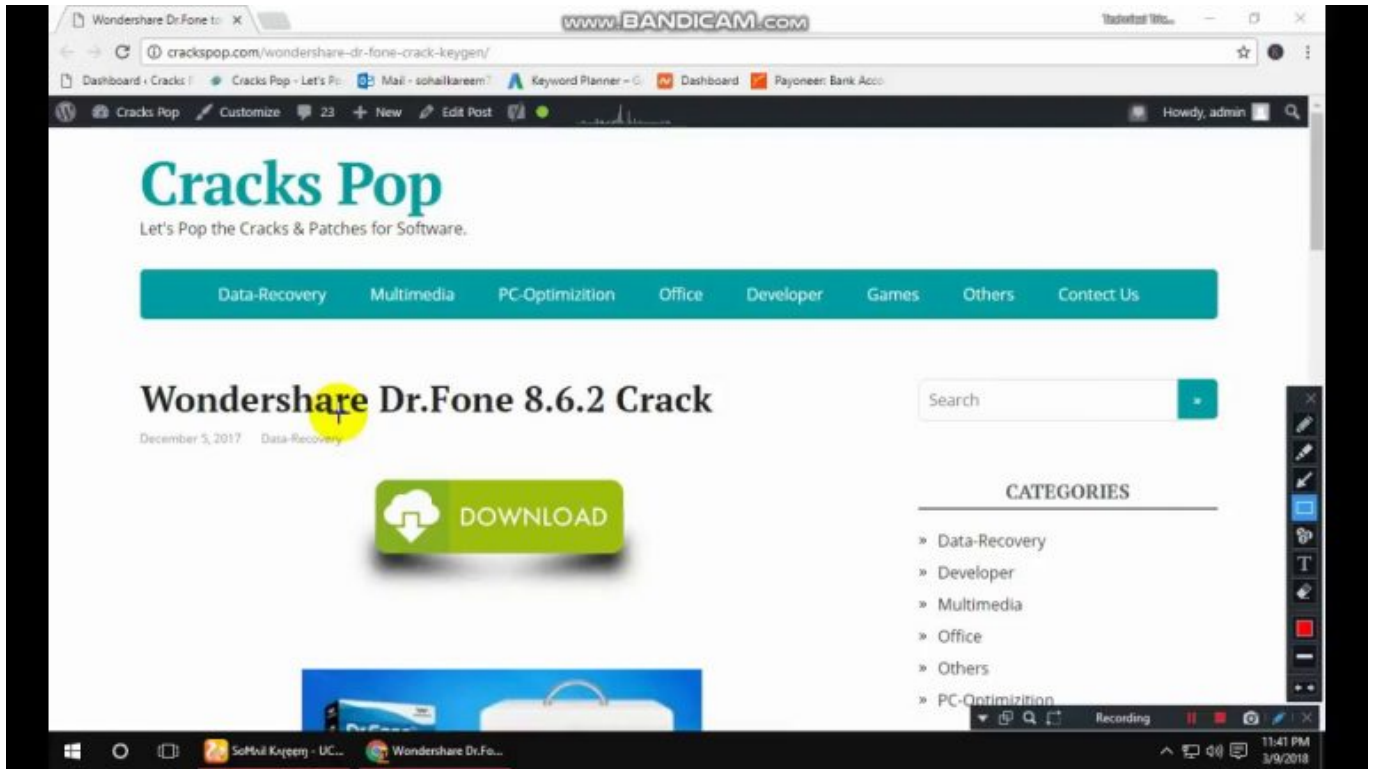 Wondershare Dr.Fone to
www.BANDICAM.com
crackspop.com/wondershare-dr-fone-crack-keygen/
Dashboard ‹ Cracks
Cracks Pop - Let's Po
Mail - sohailkareem7
Keyword Planner – G
Dashboard
Payoneer: Bank Acco
Cracks Pop
Customize
23
New
Edit Post
Howdy, admin
Cracks Pop
Let's Pop the Cracks & Patches for Software.
Data-Recovery
Multimedia
PC-Optimizition
Office
Developer
Games
Others
Contact Us
Wondershare Dr.Fone 8.6.2 Crack
December 5, 2017 Data-Recovery
DOWNLOAD
Search
CATEGORIES
» Data-Recovery
» Developer
» Multimedia
» Office
» Others
» PC-Optimizition
T
Dr.Fone
Recording
Wondershare Dr.Fo...
11:41 PM
3/9/2018